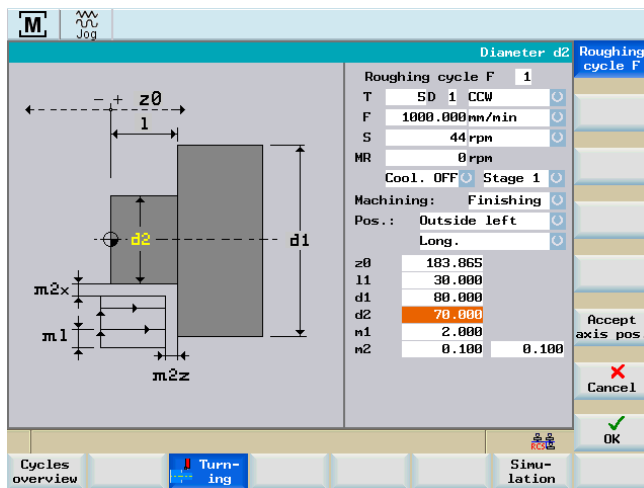 M
Jog
Diameter d2
Roughing
cycle F
- + z0
l
d2
d1
m2x
ml
m2z
Roughing cycle F 1
T 5 D 1 CCW
F 1000.000 mm/min
S 44 rpm
MR 0 rpm
Cool. OFF Stage 1
Machining: Finishing
Pos.: Outside left
Long.
z0 183.865
l1 30.000
d1 80.000
d2 70.000
m1 2.000
m2 0.100 0.100
Accept
axis pos
Cancel
OK
RCS
Cycles
overview
Turn-
ing
Simu-
lation